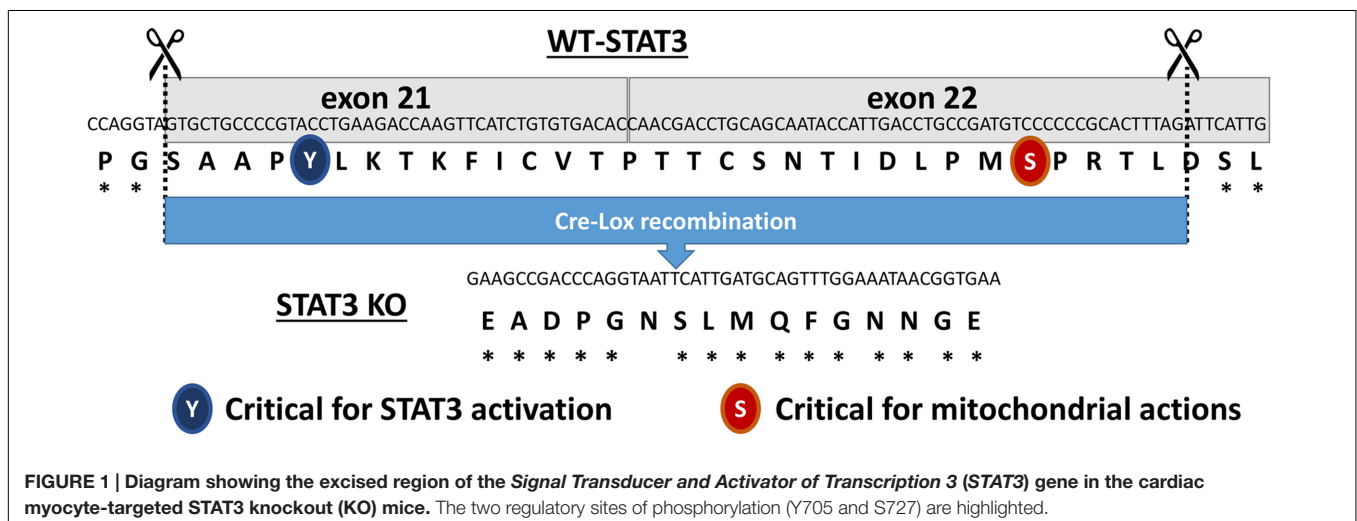 WT-STAT3
exon 21 exon 22
CCAGGTAGTGCTGCCCCGTACCTGAAGACCAAGTTCATCTGTGTGACACCAACGACCTGCAGCAATACCATTGACCTGCCGATGTCCCCCCGCACTTTAGATTCATTG
P G S A A P Y L K T K F I C V T P T T C S N T I D L P M S P R T L D S L
* * * *
Cre-Lox recombination
GAAGCCGACCCAGGTAATTCATTGATGCAGTTTGGAAATAACGGTGAA
STAT3 KO
E A D P G N S L M Q F G N N G E
* * * * * * * * * * * * * * *
Y Critical for STAT3 activation S Critical for mitochondrial actions
FIGURE 1 | Diagram showing the excised region of the Signal Transducer and Activator of Transcription 3 (STAT3) gene in the cardiac
myocyte-targeted STAT3 knockout (KO) mice. The two regulatory sites of phosphorylation (Y705 and S727) are highlighted.